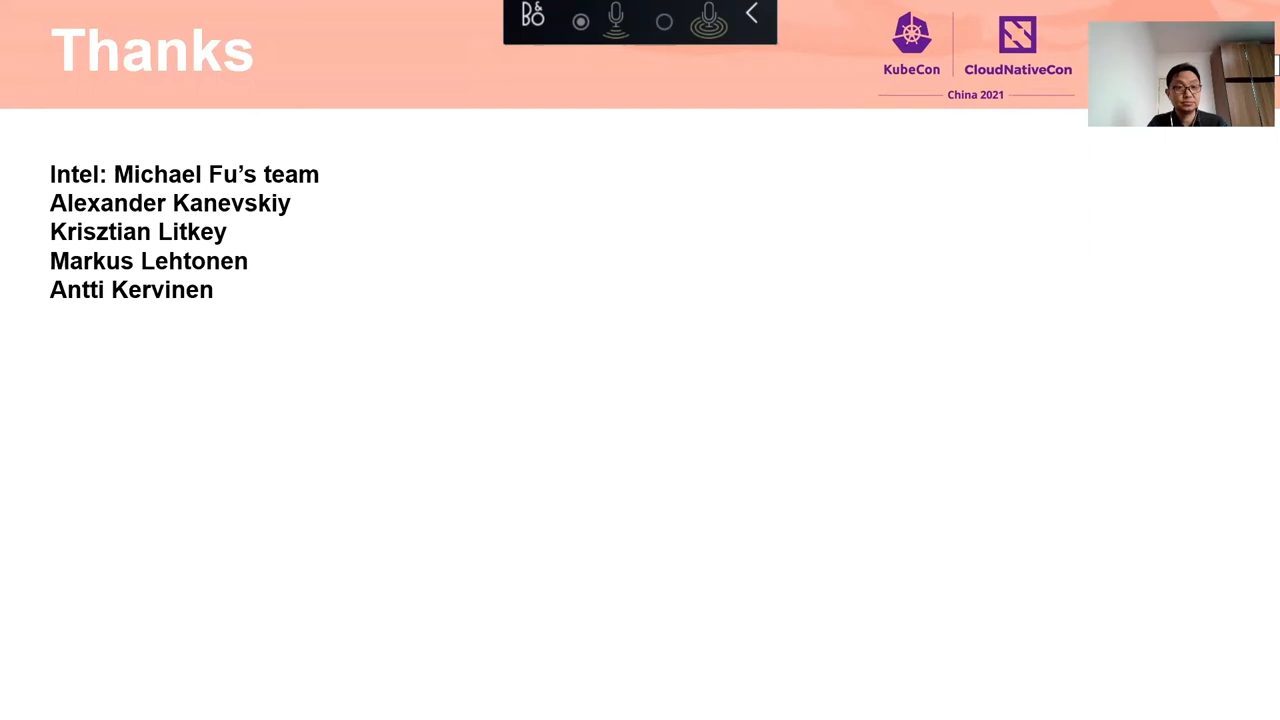 Thanks
B&O
KubeCon
CloudNativeCon
China 2021
Intel: Michael Fu’s team
Alexander Kanevskiy
Krisztian Litkey
Markus Lehtonen
Antti Kervinen